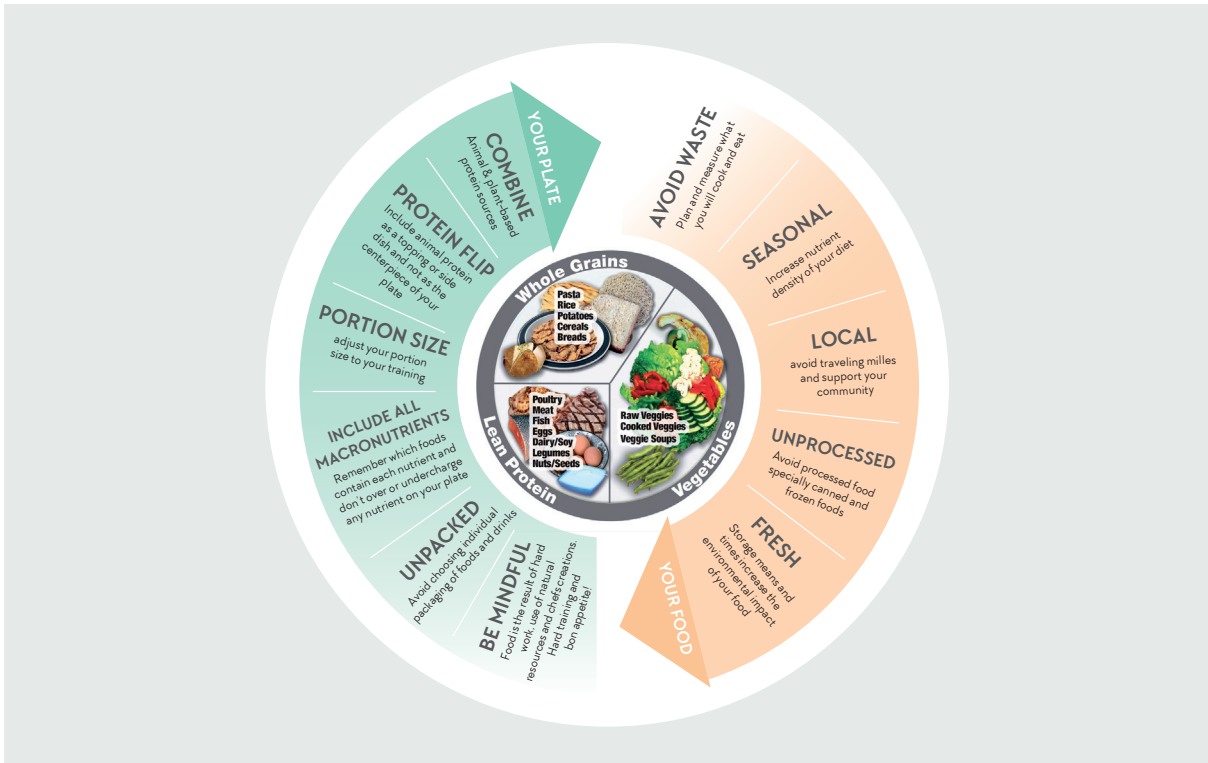 YOUR PLATE
COMBINE
Animal & plant-based
protein sources
PROTEIN FLIP
Include animal protein
as a topping or side
dish and not as the
centerpiece of your
plate
PORTION SIZE
adjust your portion
size to your training
INCLUDE ALL
MACRONUTRIENTS
Remember which foods
contain each nutrient and
don't over or undercharge
any nutrient on your plate
UNPACKED
Avoid choosing individual
packaging of foods and drinks
BE MINDFUL
Food is the result of hard
work, use of natural
resources and chefs creations.
Hard training and
bon appetite!
AVOID WASTE
Plan and measure what
you will cook and eat
SEASONAL
Increase nutrient
density of your diet
LOCAL
avoid traveling milles
and support your
community
UNPROCESSED
Avoid processed food
specially canned and
frozen foods
FRESH
Storage means and
times increase the
environmental impact
of your food
YOUR FOOD
Whole Grains
Pasta
Rice
Potatoes
Cereals
Breads
Lean Protein
Poultry
Meat
Fish
Eggs
Dairy/Soy
Legumes
Nuts/Seeds
Vegetables
Raw Veggies
Cooked Veggies
Veggie Soups